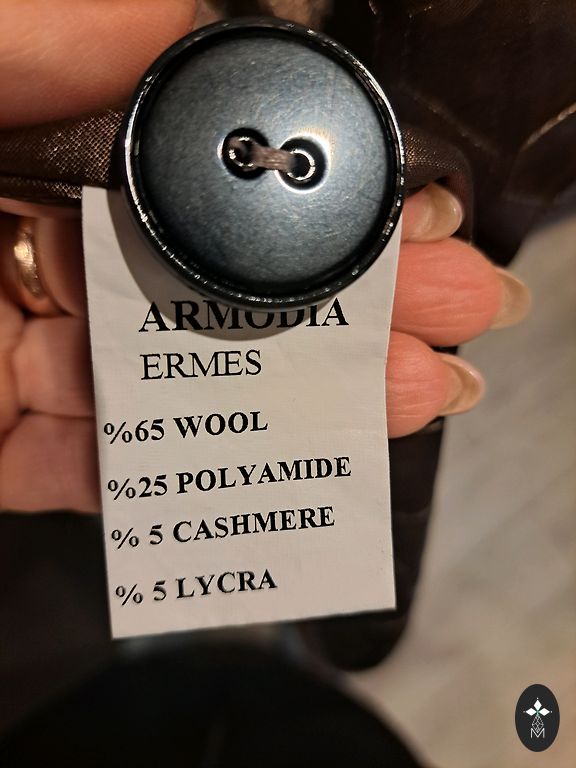 ARMODIA
ERMES
%65 WOOL
%25 POLYAMIDE
% 5 CASHMERE
% 5 LYCRA
M